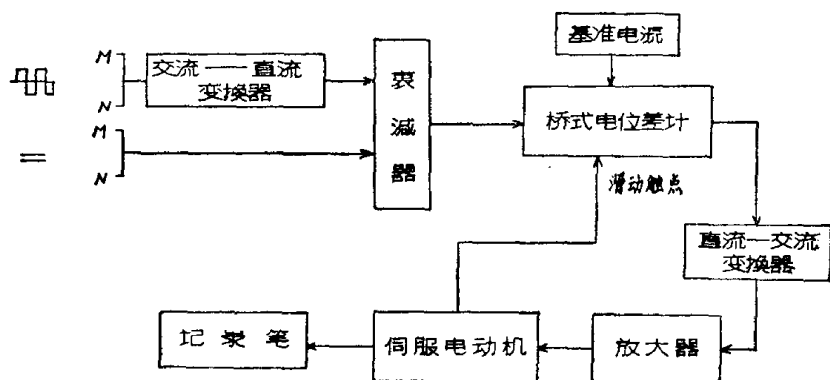 基准电源
M
N
交流——直流
变换器
衰减器
桥式电位差计
M
N
滑动触点
直流—交流
变换器
记录笔
伺服电动机
放大器